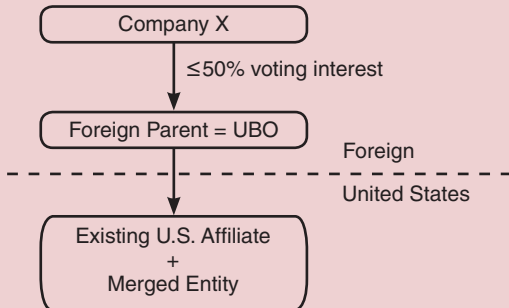 Company X
≤50% voting interest
Foreign Parent = UBO
Foreign
United States
Existing U.S. Affiliate
+
Merged Entity